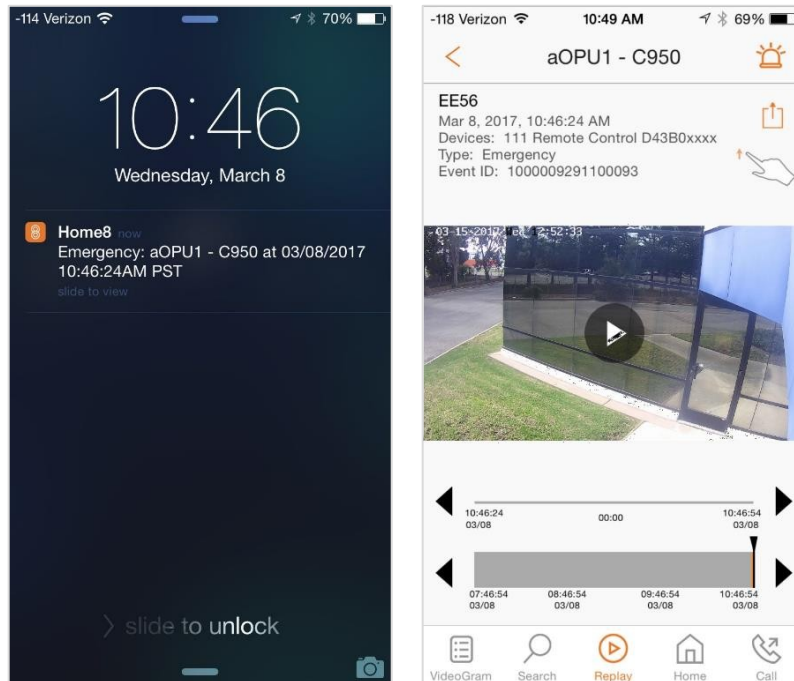 -114 Verizon
70%
10:46
Wednesday, March 8
Home8 now
Emergency: aOPU1 - C950 at 03/08/2017
10:46:24AM PST
slide to view
slide to unlock
-118 Verizon
10:49 AM
69%
aOPU1 - C950
EE56
Mar 8, 2017, 10:46:24 AM
Devices: 111 Remote Control D43B0xxxx
Type: Emergency
Event ID: 1000009291100093
03-15-2017 Wed 12:52:33
10:46:24
03/08
00:00
10:46:54
03/08
07:46:54
03/08
08:46:54
03/08
09:46:54
03/08
10:46:54
03/08
VideoGram
Search
Replay
Home
Call